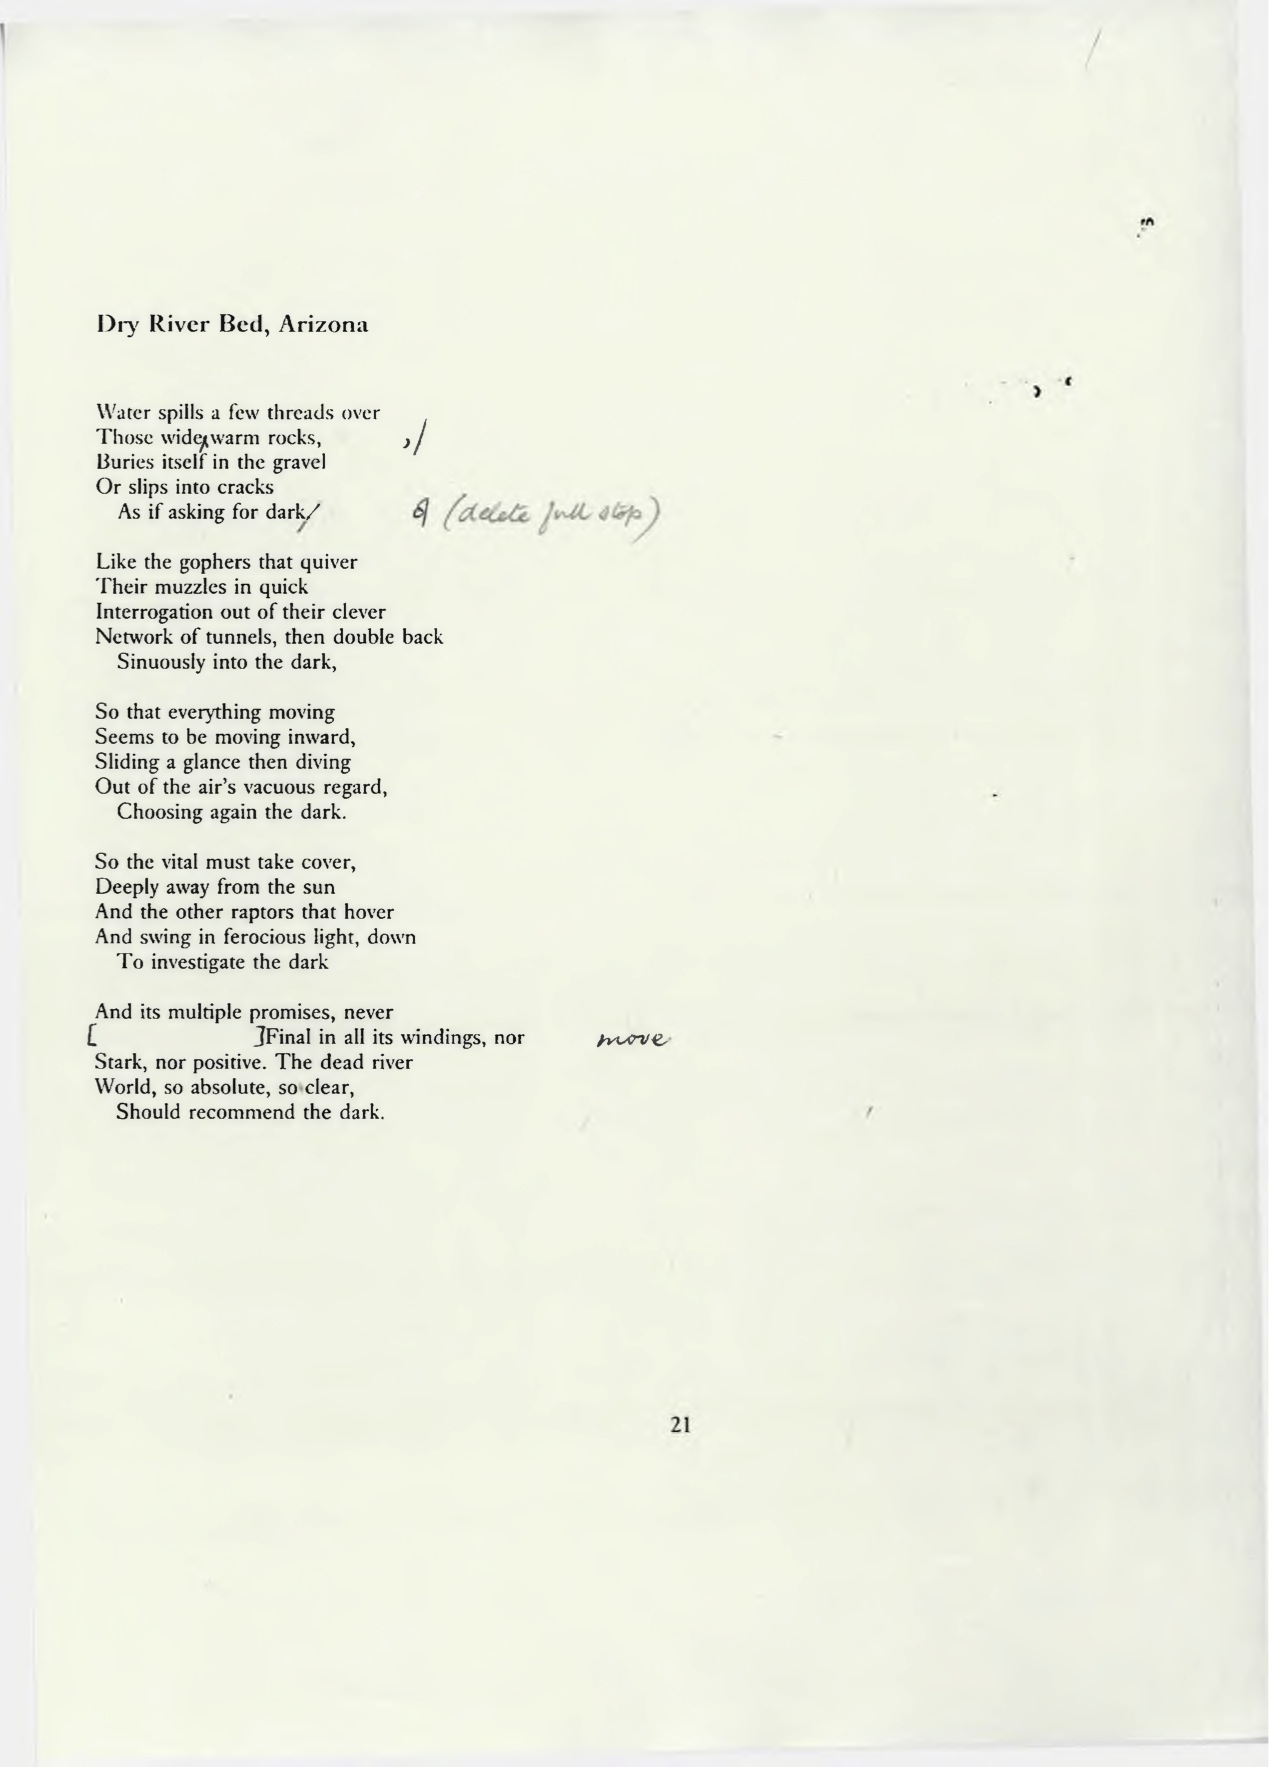 Dry River Bed, Arizona
Water spills a few threads over
Those wide, warm rocks, ,/
Buries itself in the gravel
Or slips into cracks
As if asking for dark/ (delete full stop)
Like the gophers that quiver
Their muzzles in quick
Interrogation out of their clever
Network of tunnels, then double back
Sinuously into the dark,
So that everything moving
Seems to be moving inward,
Sliding a glance then diving
Out of the air's vacuous regard,
Choosing again the dark.
So the vital must take cover,
Deeply away from the sun
And the other raptors that hover
And swing in ferocious light, down
To investigate the dark
And its multiple promises, never
[ ]Final in all its windings, nor move
Stark, nor positive. The dead river
World, so absolute, so clear,
Should recommend the dark.
21